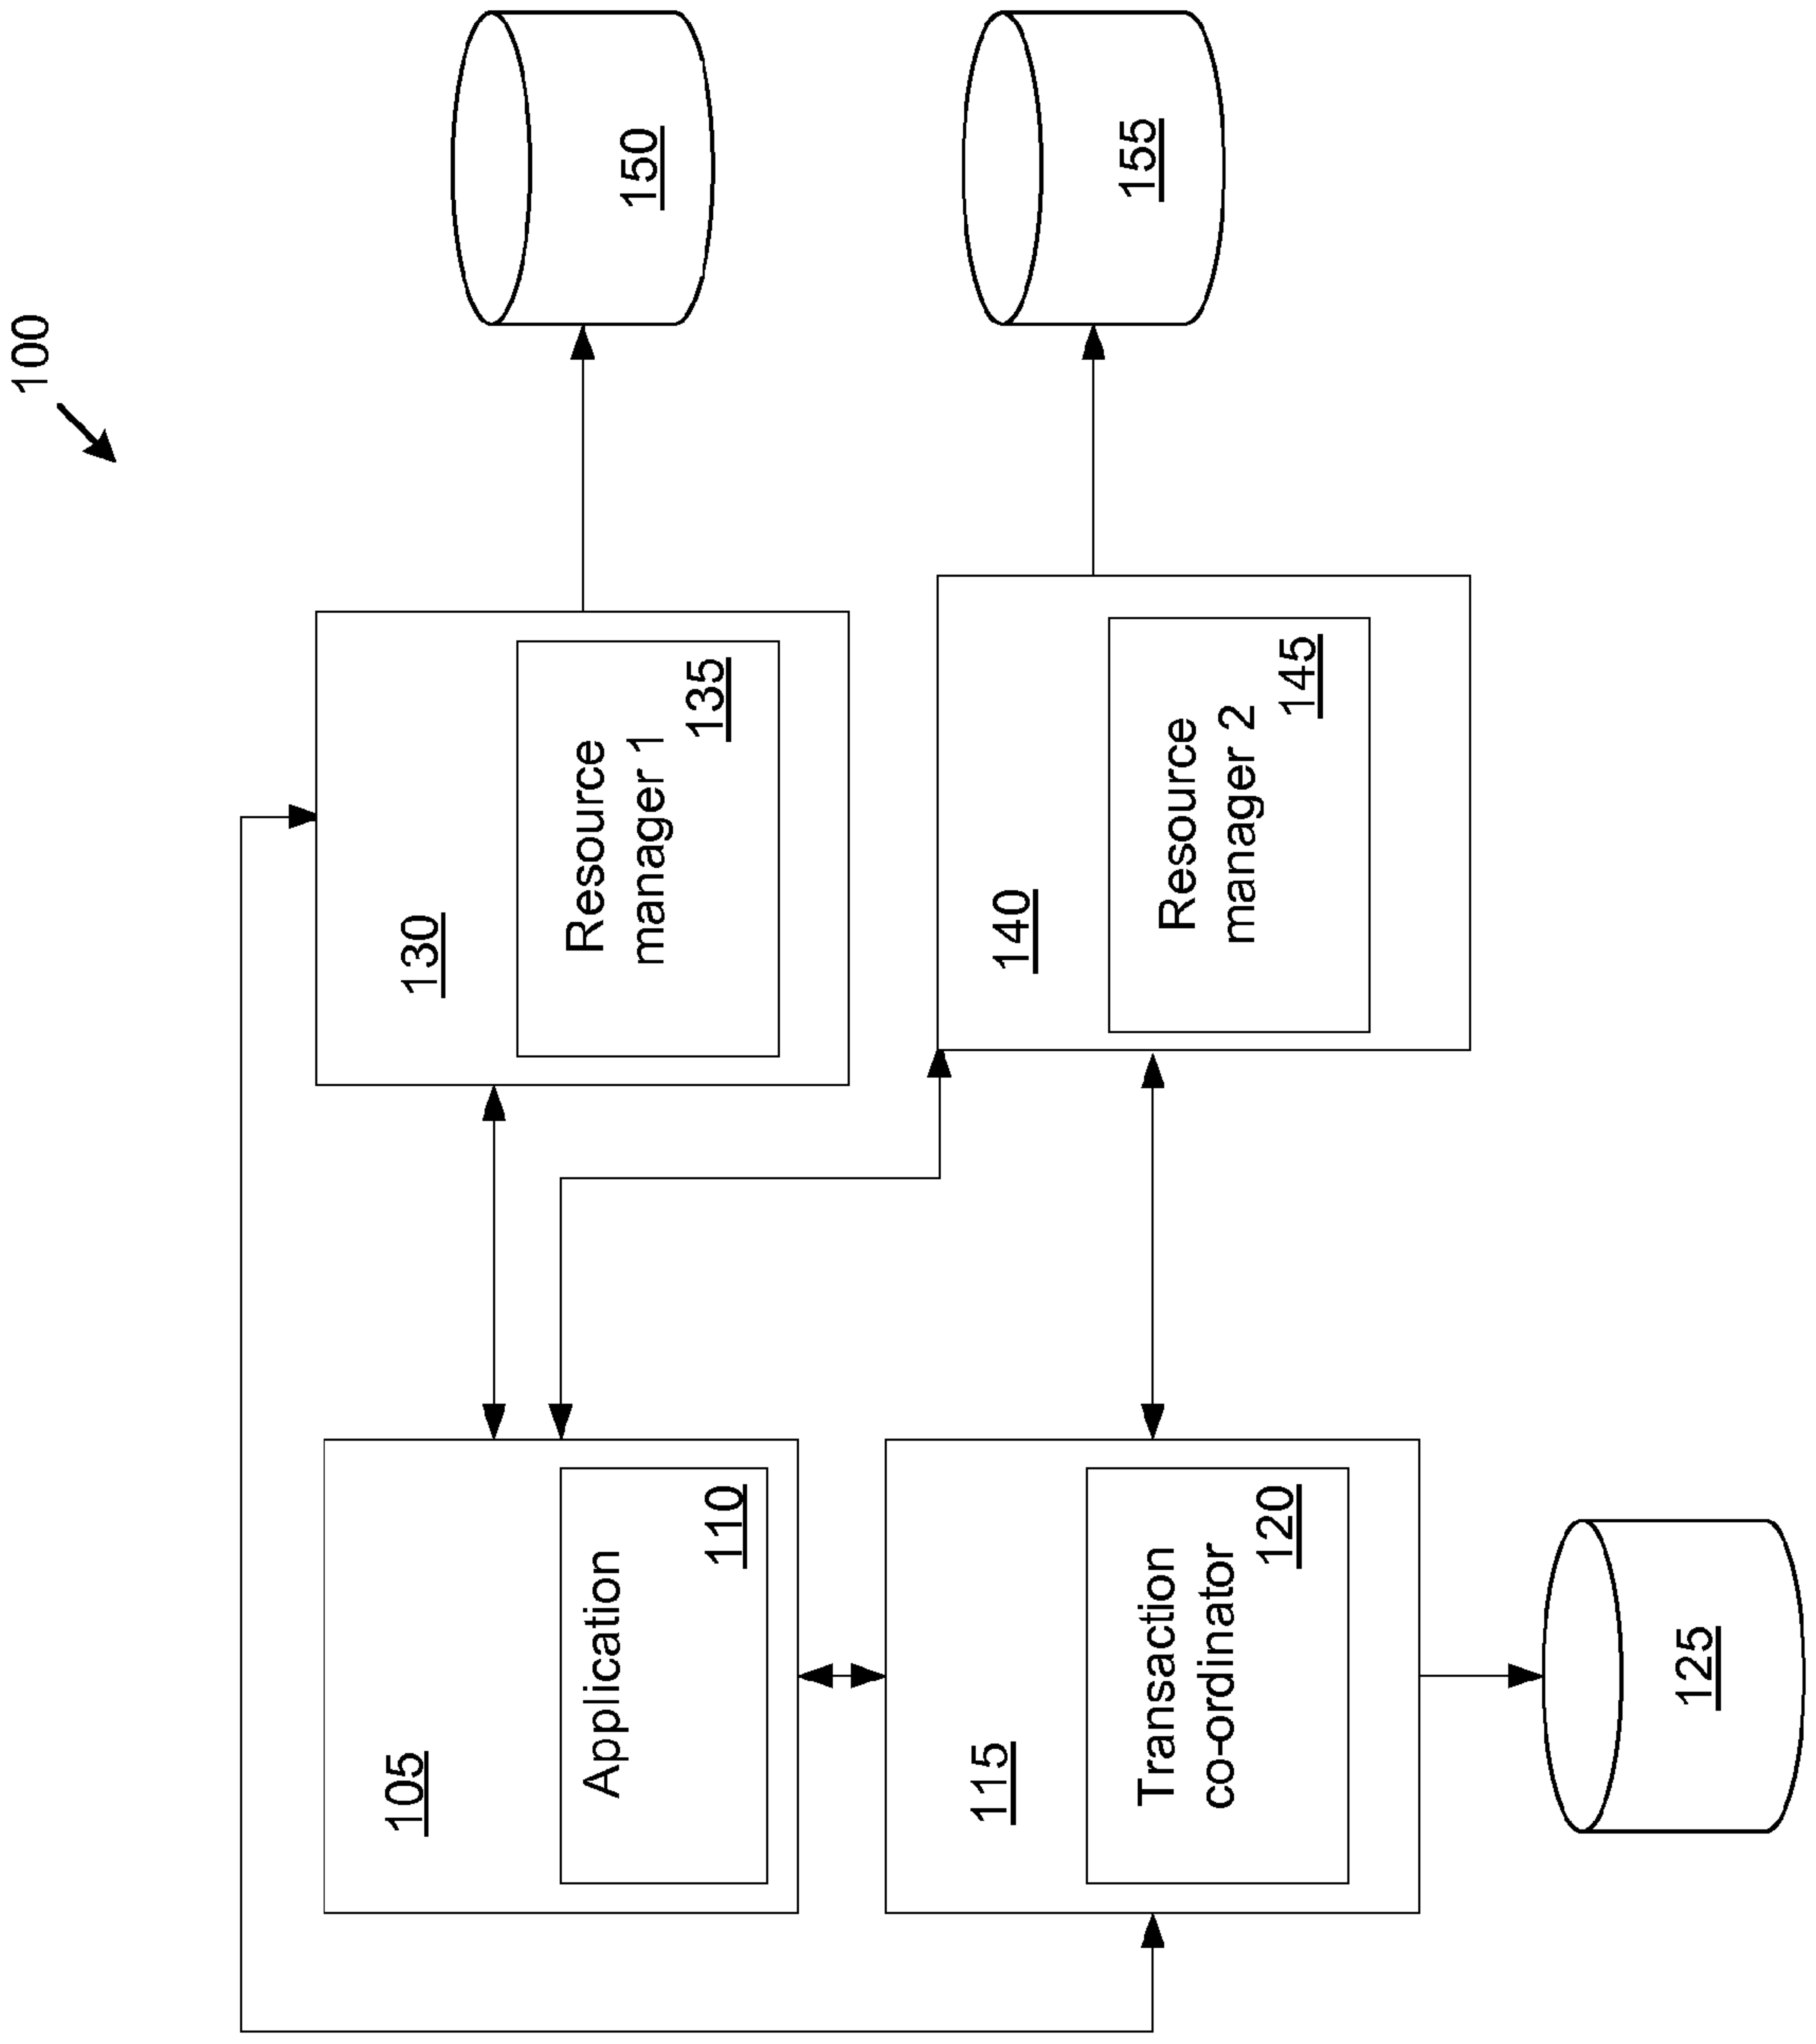 100
105
Application
110
130
Resource
manager 1
135
150
115
Transaction
co-ordinator
120
140
Resource
manager 2
145
155
125